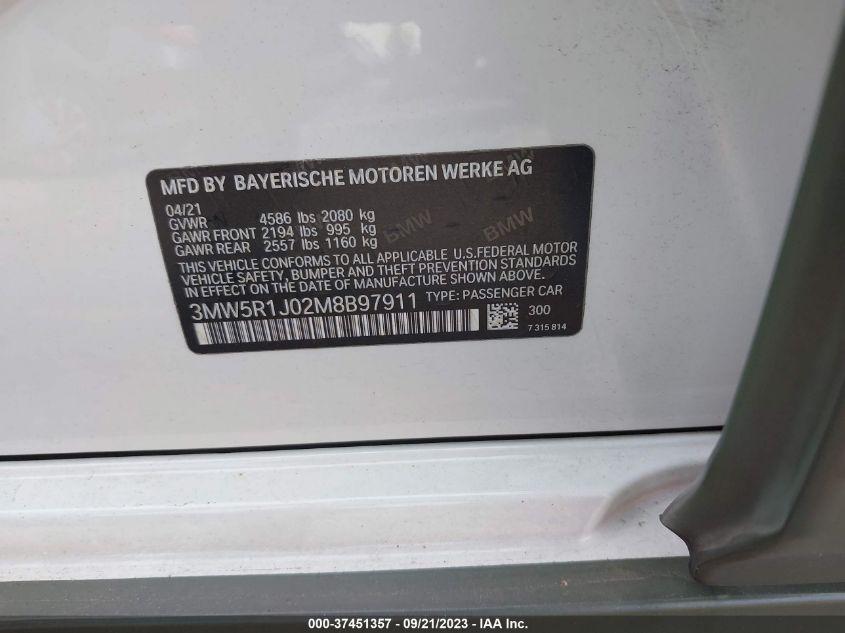 MFD BY BAYERISCHE MOTOREN WERKE AG
04/21
GVWR 4586 lbs 2080 kg
GAWR FRONT 2194 lbs 995 kg
GAWR REAR 2557 lbs 1160 kg
THIS VEHICLE CONFORMS TO ALL APPLICABLE U.S.FEDERAL MOTOR
VEHICLE SAFETY, BUMPER AND THEFT PREVENTION STANDARDS
IN EFFECT ON THE DATE OF MANUFACTURE SHOWN ABOVE.
3MW5R1J02M8B97911 TYPE: PASSENGER CAR
300
7 315 814
BMW
BMW
000-37451357 - 09/21/2023 - IAA Inc.